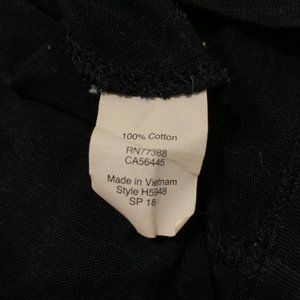 100% Cotton
RN77388
CA56445
Made in Vietnam
Style H5948
SP 18